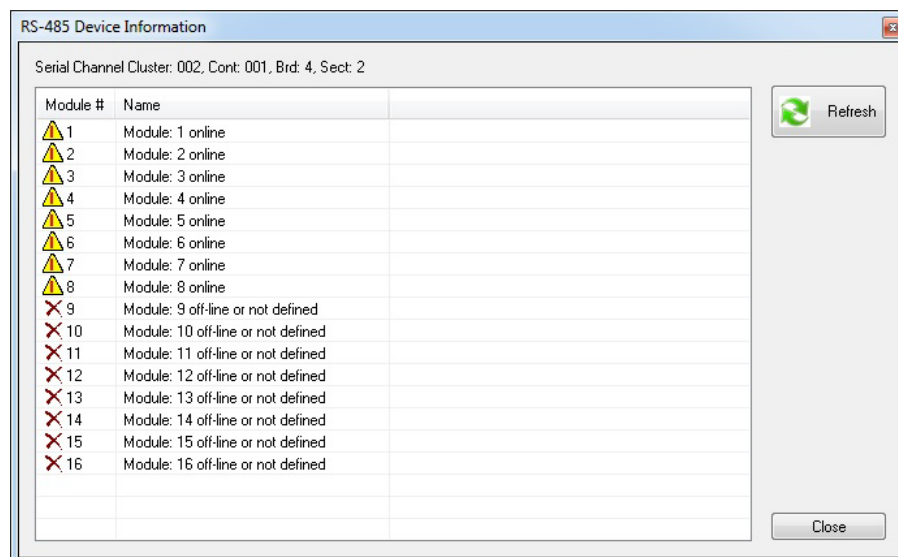 RS-485 Device Information
Serial Channel Cluster: 002, Cont: 001, Brd: 4, Sect: 2
Module # Name
Refresh
1 Module: 1 online
2 Module: 2 online
3 Module: 3 online
4 Module: 4 online
5 Module: 5 online
6 Module: 6 online
7 Module: 7 online
8 Module: 8 online
9 Module: 9 off-line or not defined
10 Module: 10 off-line or not defined
11 Module: 11 off-line or not defined
12 Module: 12 off-line or not defined
13 Module: 13 off-line or not defined
14 Module: 14 off-line or not defined
15 Module: 15 off-line or not defined
16 Module: 16 off-line or not defined
Close